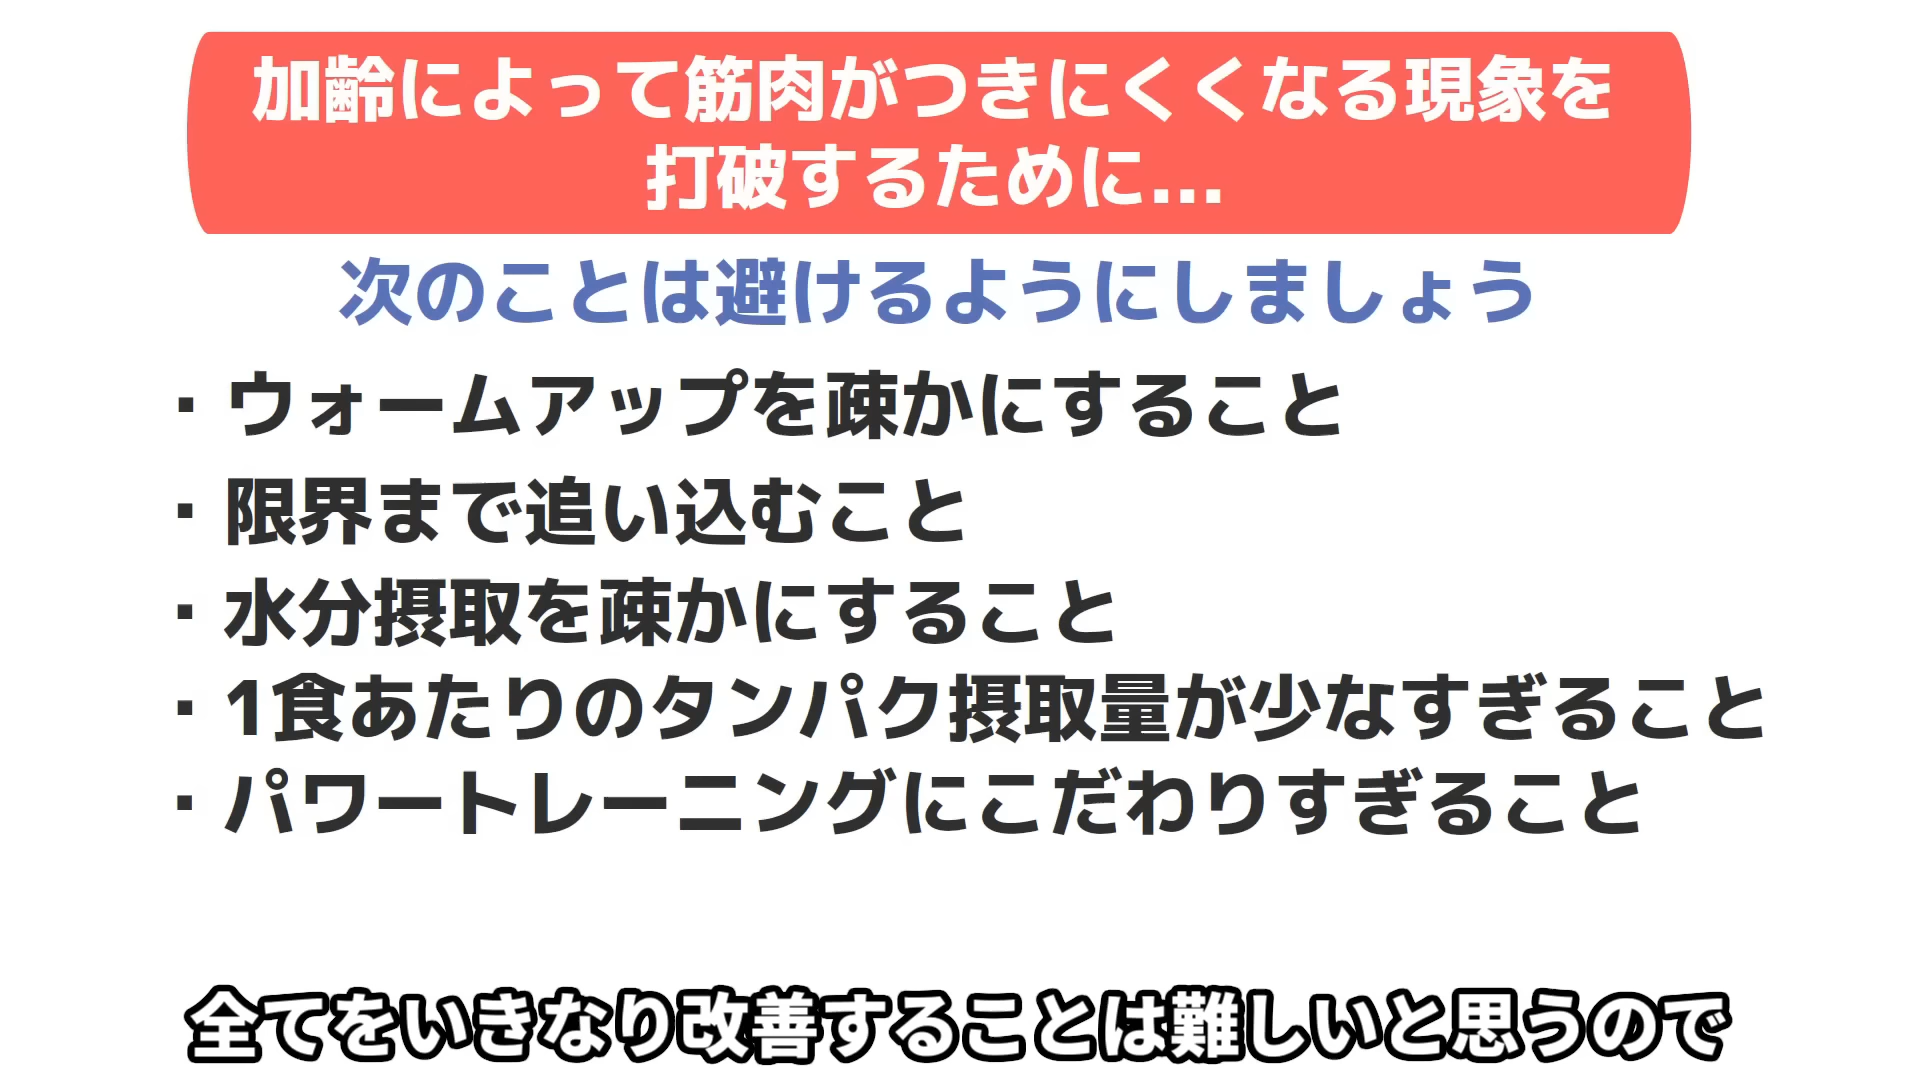 加齢によって筋肉がつきにくくなる現象を
打破するために...
次のことは避けるようにしましょう
・ウォームアップを疎かにすること
・限界まで追い込むこと
・水分摂取を疎かにすること
・1食あたりのタンパク摂取量が少なすぎること
・パワートレーニングにこだわりすぎること
全てをいきなり改善することは難しいと思うので